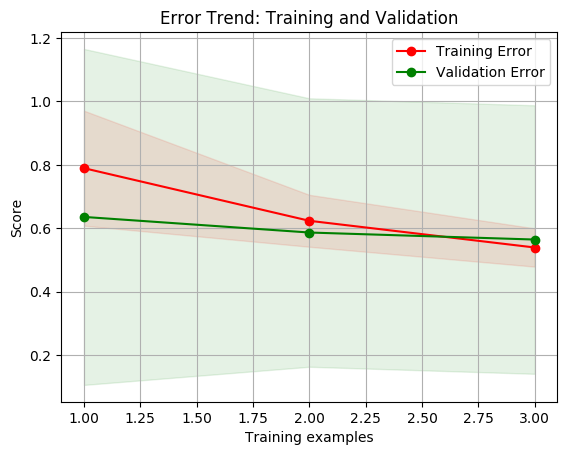 Error Trend: Training and Validation
1.2
1.0
0.8
0.6
0.4
0.2
Score
Training Error
Validation Error
1.00 1.25 1.50 1.75 2.00 2.25 2.50 2.75 3.00
Training examples